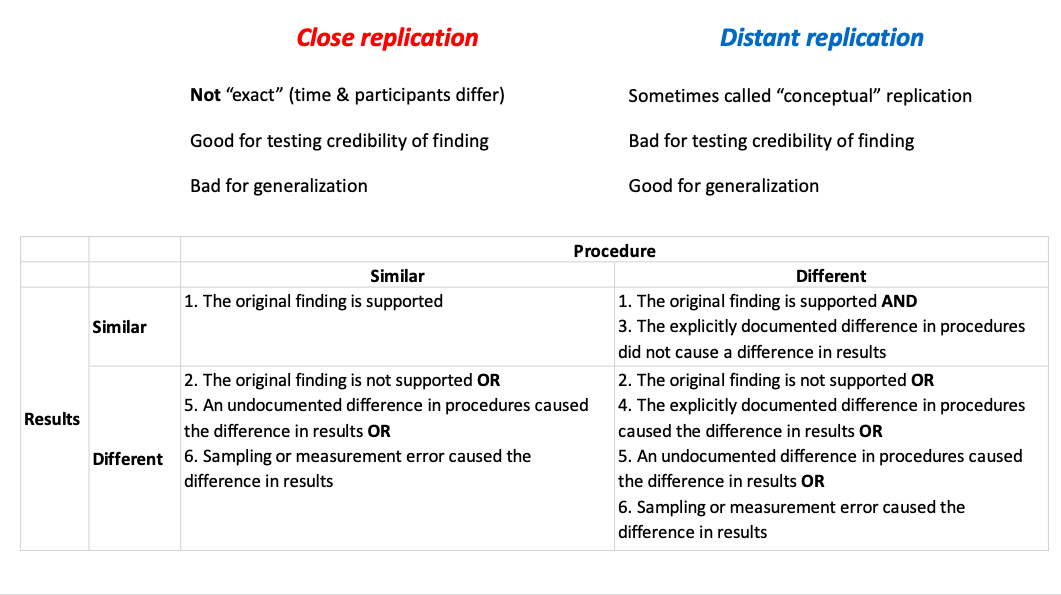 Close replication
Distant replication
Not “exact” (time & participants differ)
Sometimes called “conceptual” replication
Good for testing credibility of finding
Bad for testing credibility of finding
Bad for generalization
Good for generalization
Procedure
Similar
Different
Results
Similar
1. The original finding is supported
1. The original finding is supported AND
3. The explicitly documented difference in procedures
did not cause a difference in results
Different
2. The original finding is not supported OR
5. An undocumented difference in procedures caused
the difference in results OR
6. Sampling or measurement error caused the
difference in results
2. The original finding is not supported OR
4. The explicitly documented difference in procedures
caused the difference in results OR
5. An undocumented difference in procedures caused
the difference in results OR
6. Sampling or measurement error caused the
difference in results